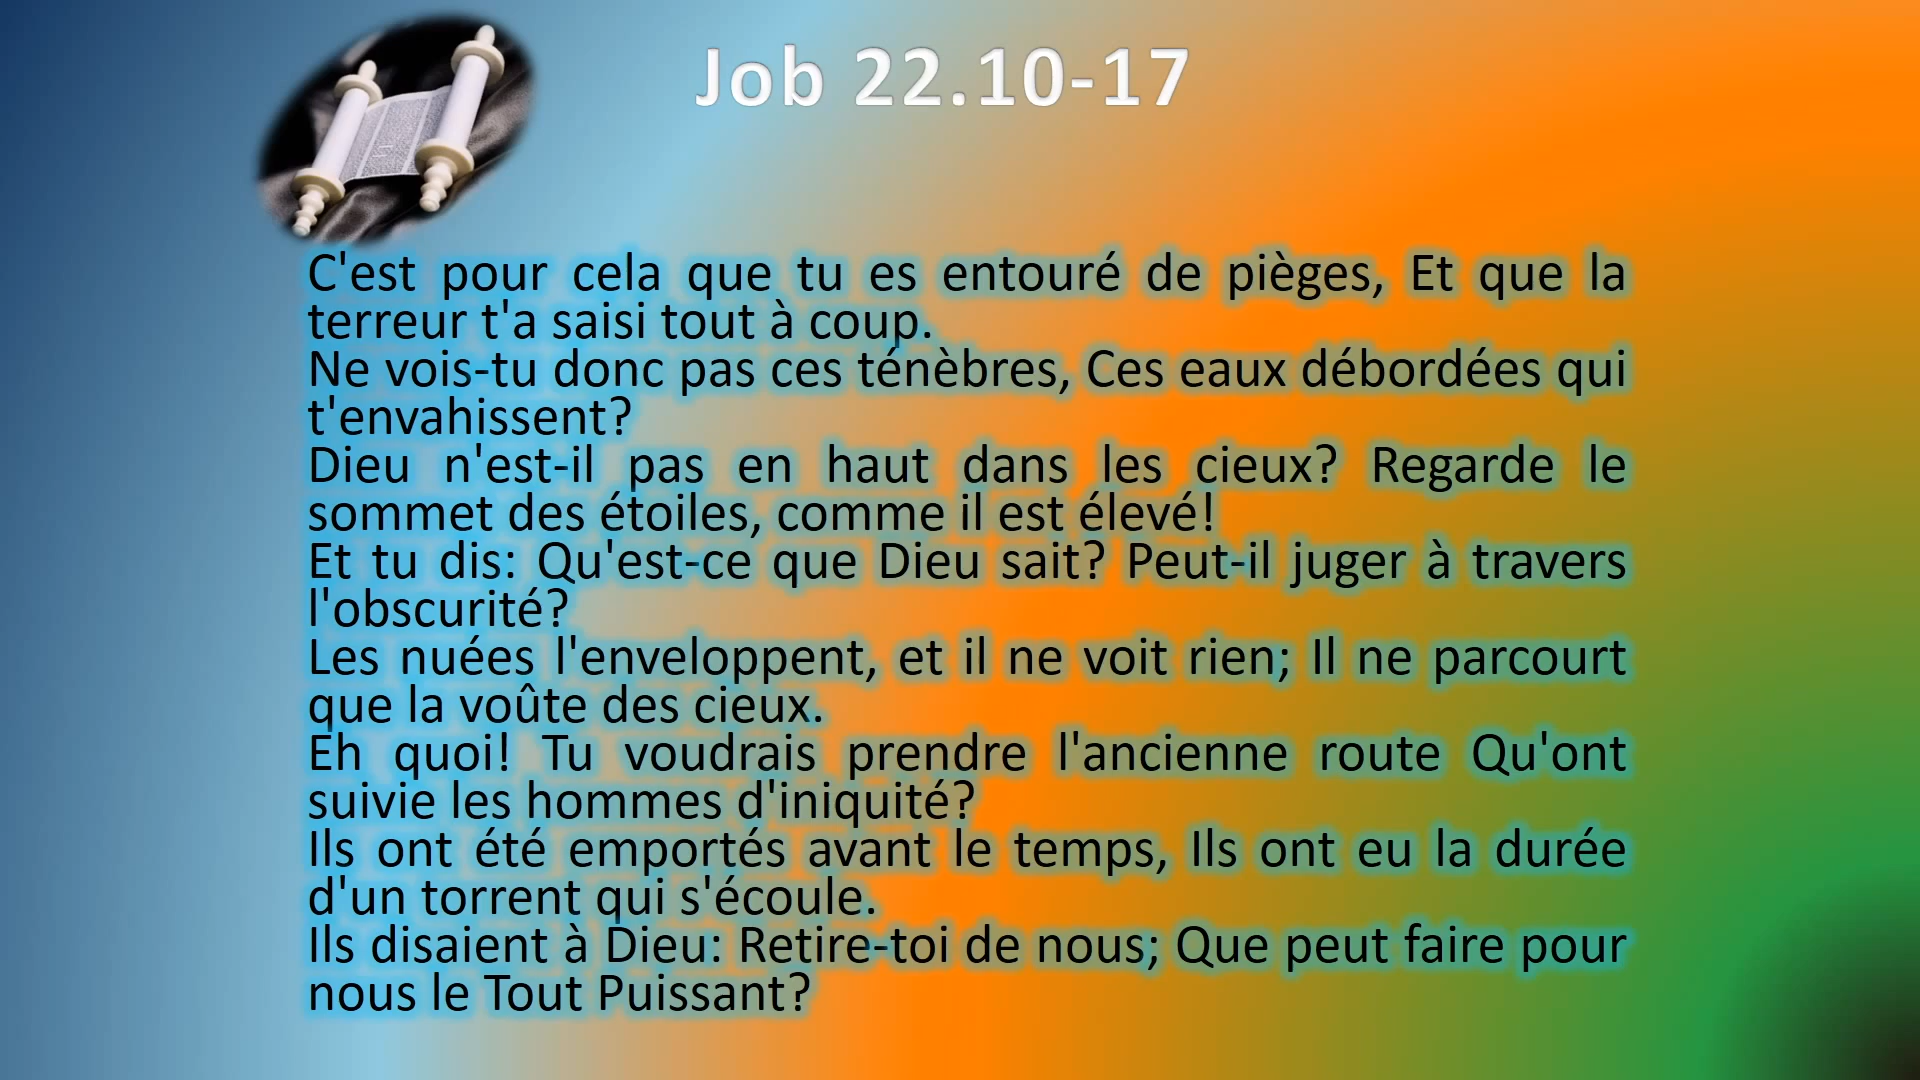 Job 22.10-17
C'est pour cela que tu es entouré de pièges, Et que la
terreur t'a saisi tout à coup.
Ne vois-tu donc pas ces ténèbres, Ces eaux débordées qui
t'envahissent?
Dieu n'est-il pas en haut dans les cieux? Regarde le
sommet des étoiles, comme il est élevé!
Et tu dis: Qu'est-ce que Dieu sait? Peut-il juger à travers
l'obscurité?
Les nuées l'enveloppent, et il ne voit rien; Il ne parcourt
que la voûte des cieux.
Eh quoi! Tu voudrais prendre l'ancienne route Qu'ont
suivie les hommes d'iniquité?
Ils ont été emportés avant le temps, Ils ont eu la durée
d'un torrent qui s'écoule.
Ils disaient à Dieu: Retire-toi de nous; Que peut faire pour
nous le Tout Puissant?